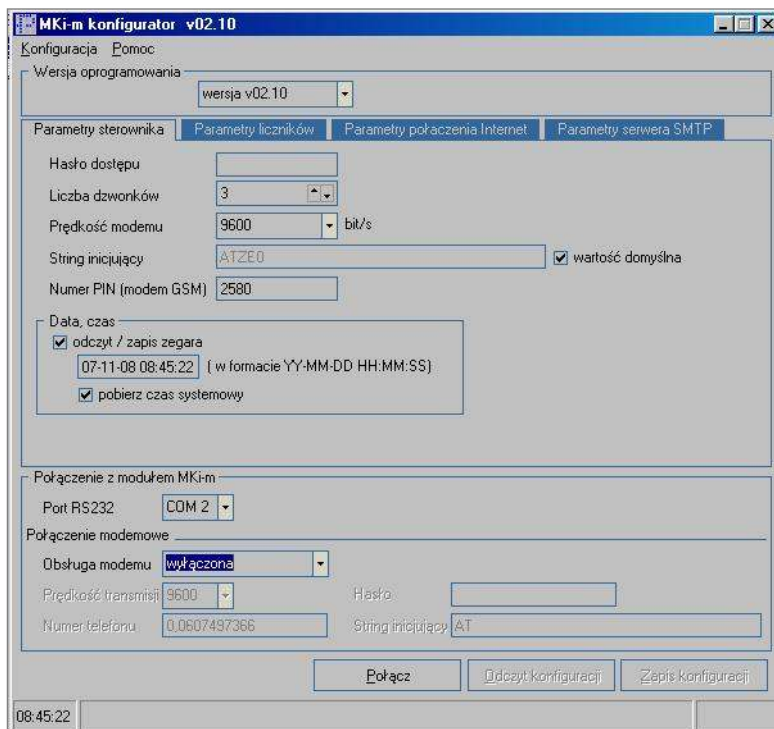 MKi-m konfigurator v02.10
Konfiguracja Pomoc
Wersja oprogramowania
wersja v02.10
Parametry sterownika Parametry liczników Parametry połaczenia Internet Parametry serwera SMTP
Hasło dostępu
Liczba dzwonków 3
Prędkość modemu 9600 bit/s
String inicjujący ATZE0 wartość domyślna
Numer PIN (modem GSM) 2580
Data, czas
odczyt / zapis zegara
07-11-08 08:45:22 ( w formacie YY-MM-DD HH:MM:SS)
pobierz czas systemowy
Połączenie z modułem MKi-m
Port RS232 COM 2
Połączenie modemowe
Obsługa modemu wyłączona
Prędkość transmisji 9600 Hasło
Numer telefonu 0,0607497366 String inicjujący AT
Połącz Odczyt konfiguracji Zapis konfiguracji
08:45:22